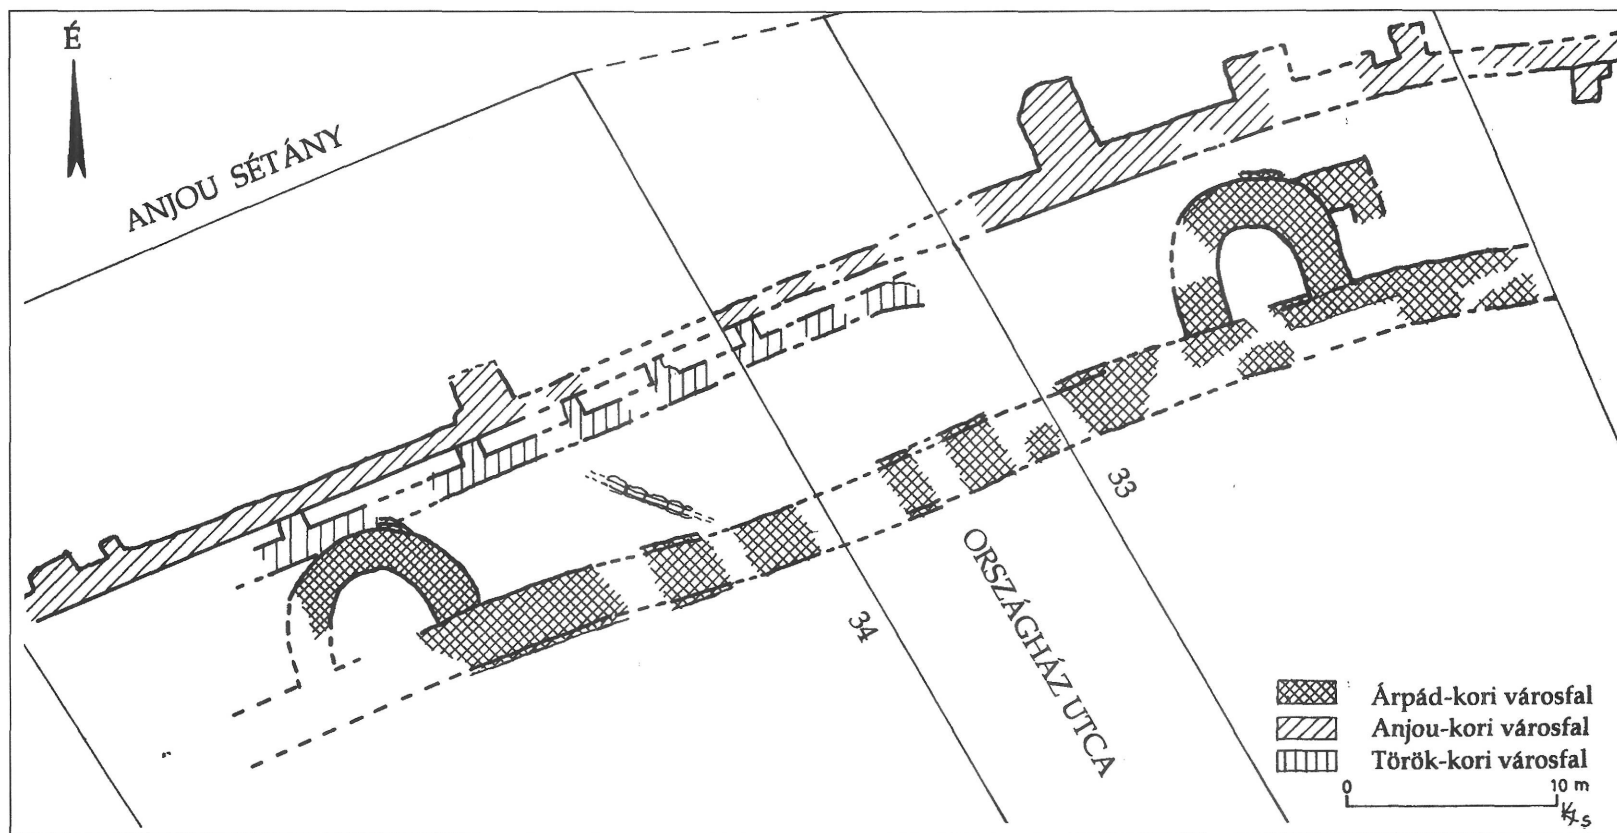 É
ANJOU SÉTÁNY
33
34
ORSZÁGHÁZ UTCA
Árpád-kori városfal
Anjou-kori városfal
Török-kori városfal
0 10 m